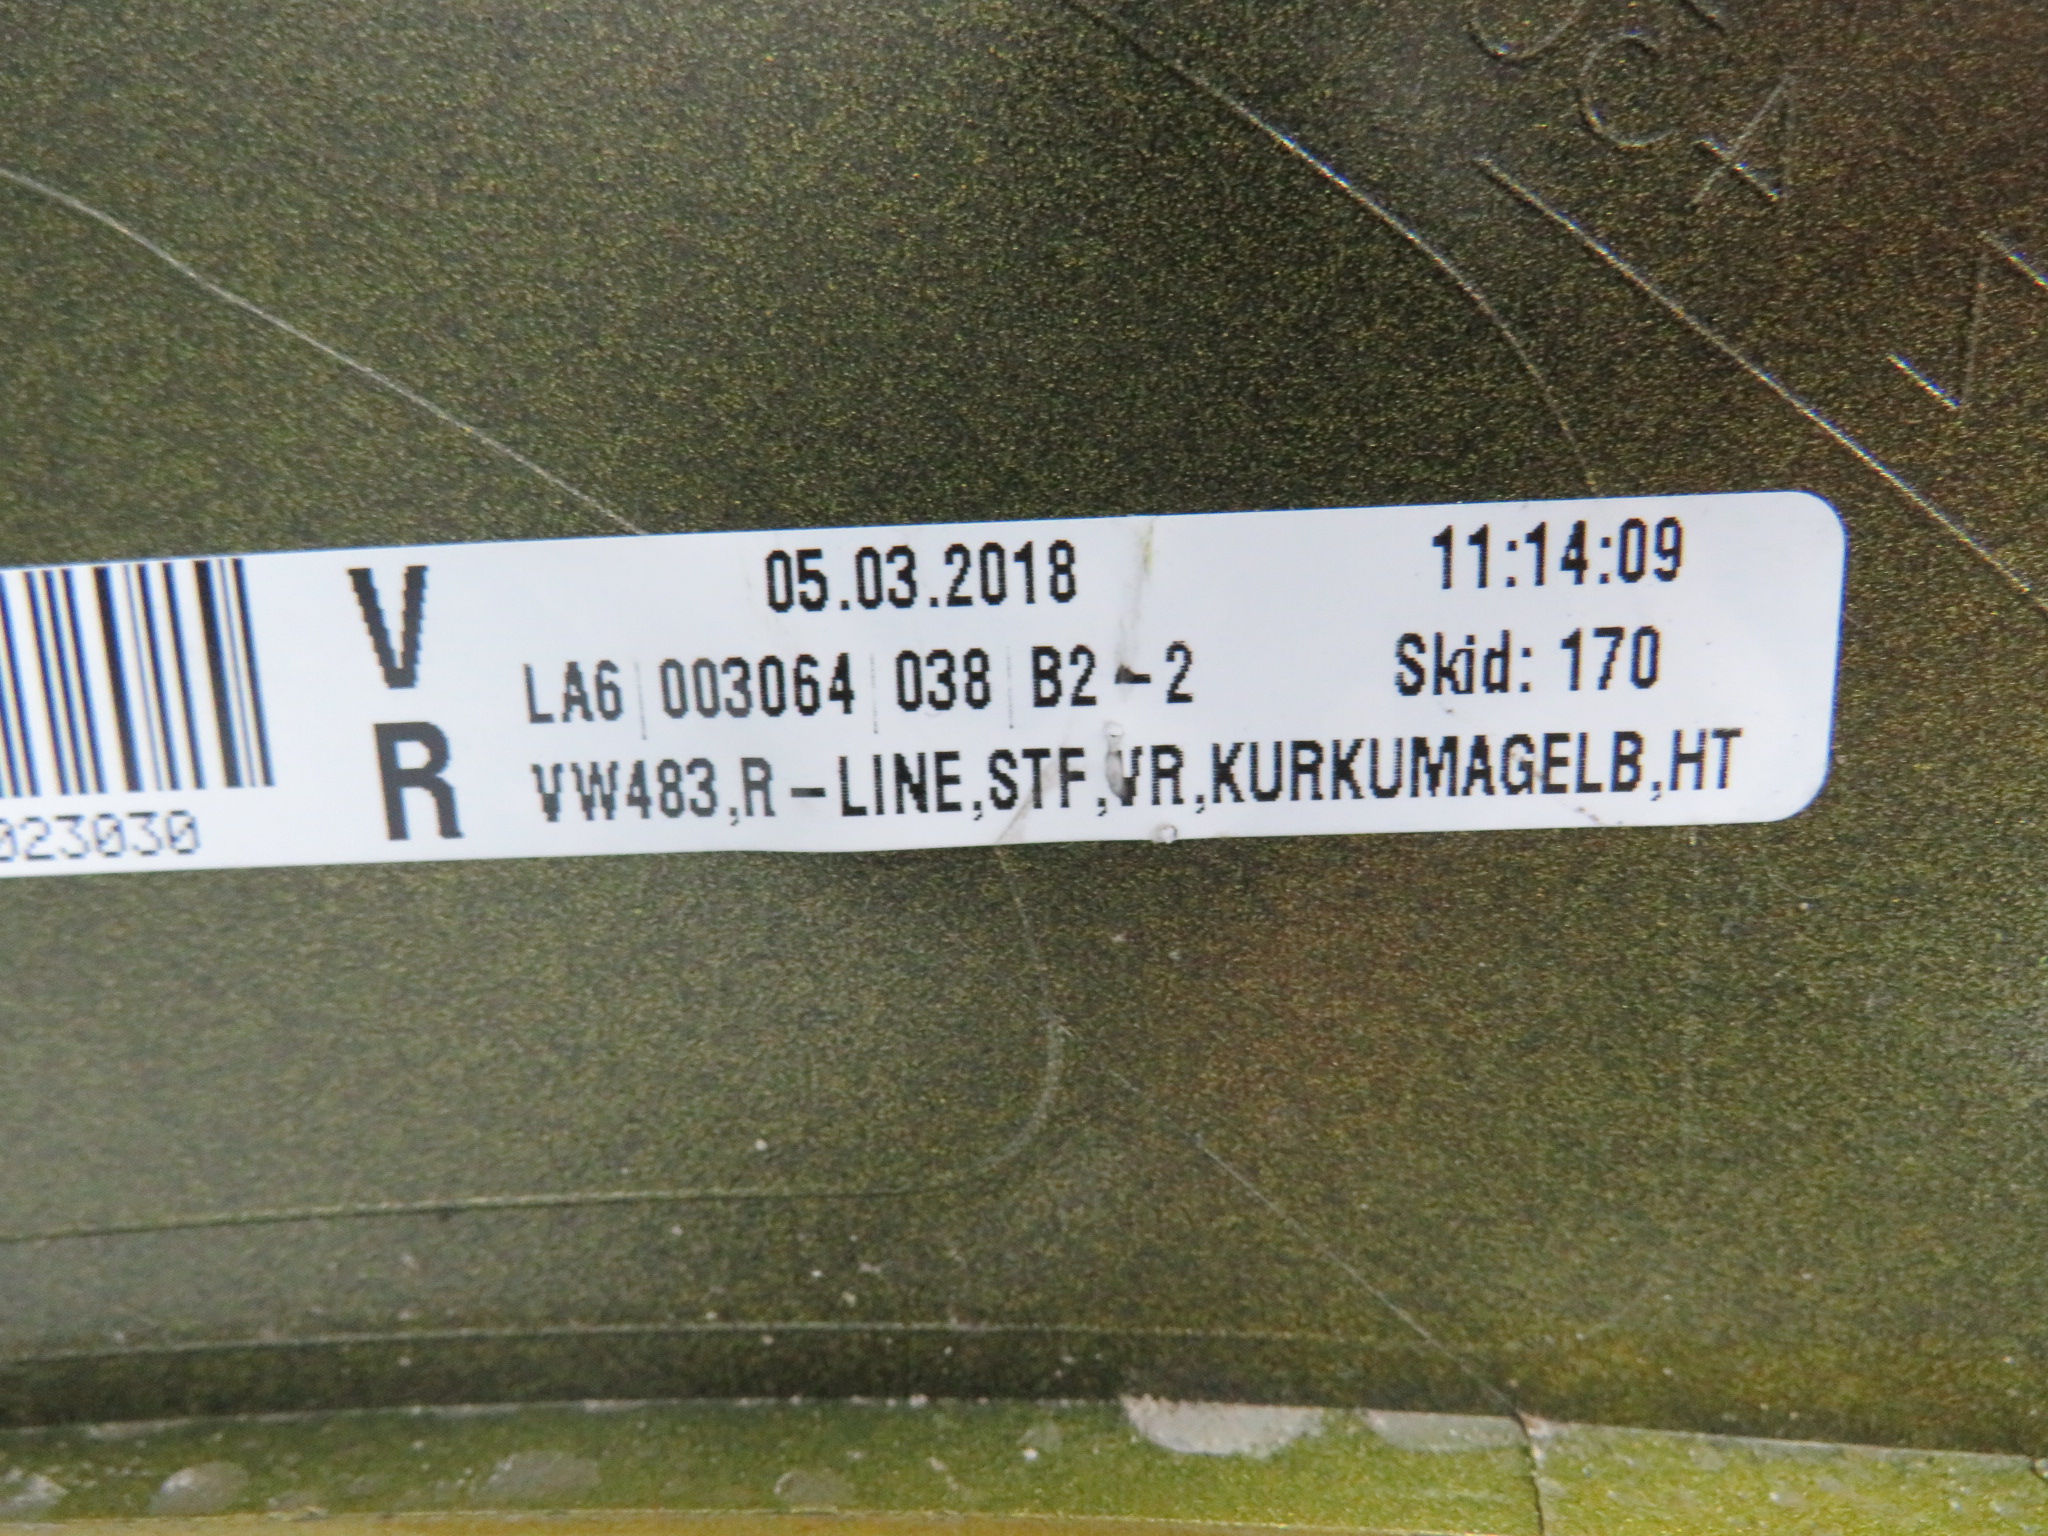 05.03.2018 11:14:09
V
LA6 003064 038 B2-2 Skid: 170
R
VW483,R-LINE,STF,VR,KURKUMAGELB,HT
023030